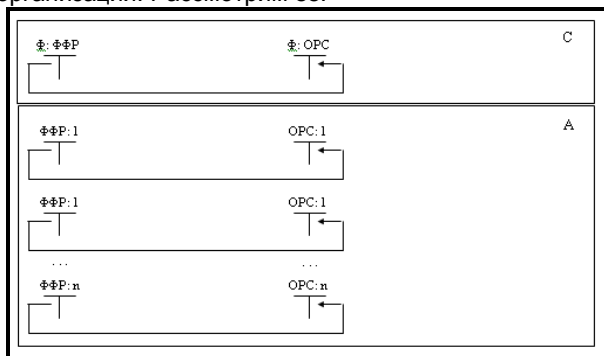 организации. Рассмотрим ее.
Ф: ФФР Ф: ОРС С
ФФР: 1 ОРС: 1 А
ФФР: 1 ОРС: 1
... ...
ФФР: n ОРС: n